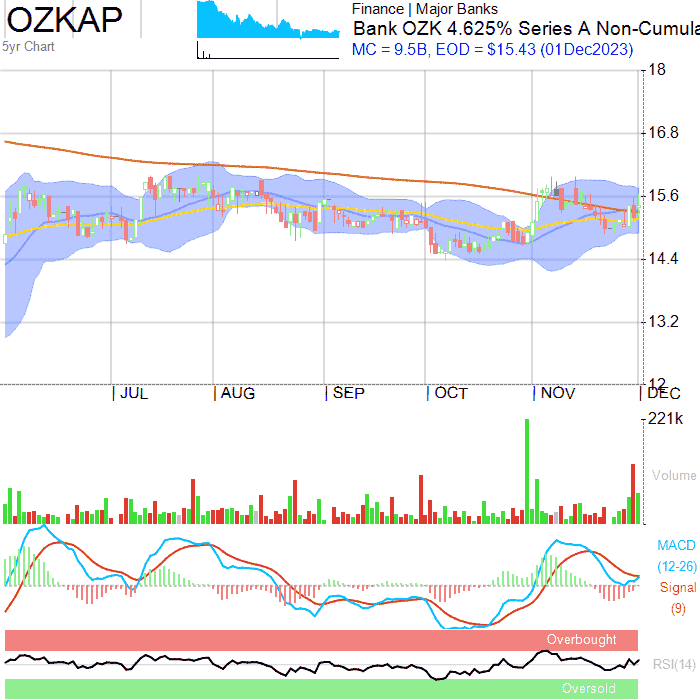 OZKAP
5yr Chart
Finance | Major Banks
Bank OZK 4.625% Series A Non-Cumula
MC = 9.5B, EOD = $15.43 (01Dec2023)
18
16.8
15.6
14.4
13.2
12
JUL AUG SEP OCT NOV DEC
221k
Volume
MACD
(12-26)
Signal
(9)
Overbought
RSI(14)
Oversold